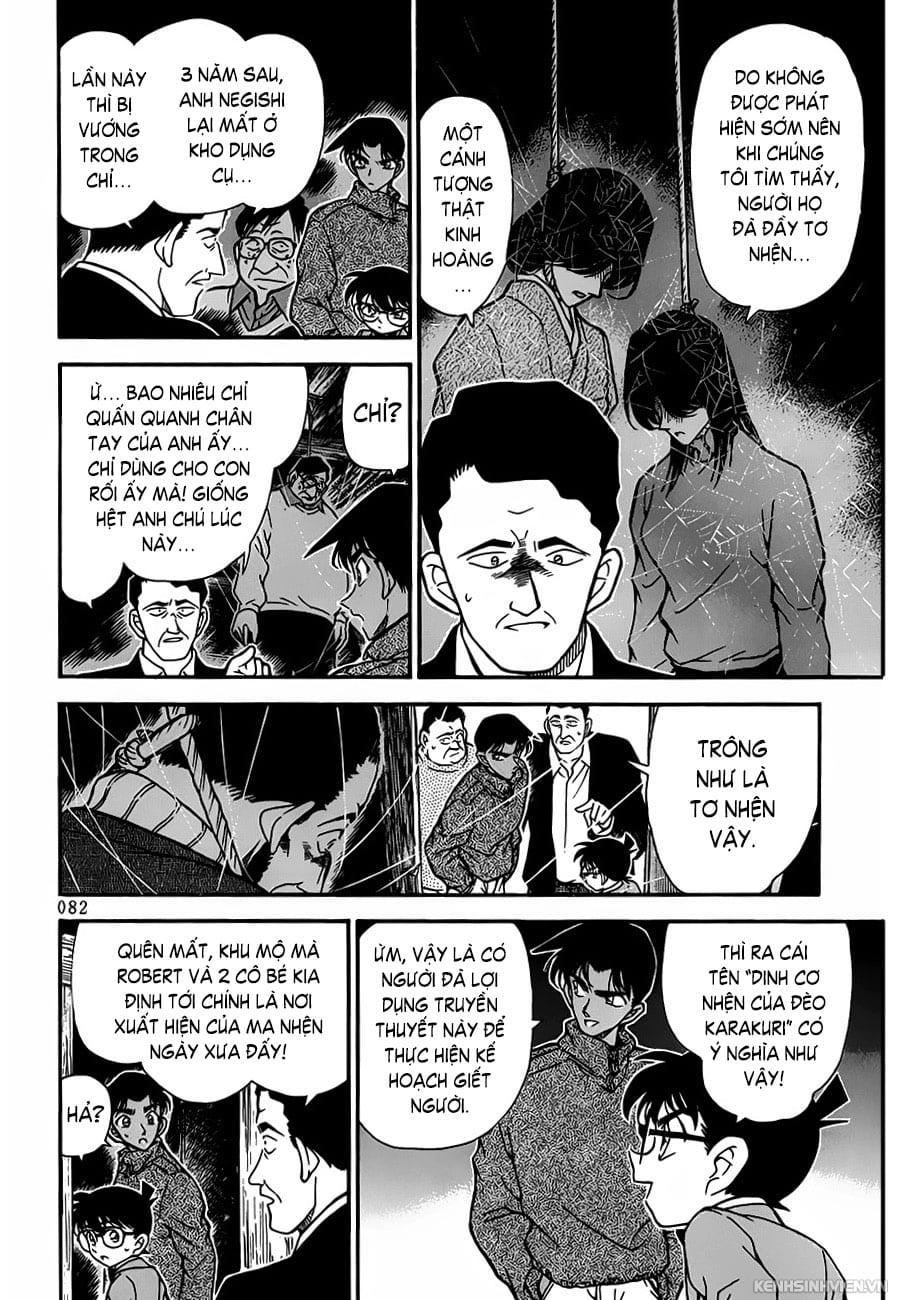 DO KHÔNG
ĐƯỢC PHÁT
HIỆN SỚM NÊN
KHI CHÚNG
TÔI TÌM THẤY,
NGƯỜI HỌ
ĐÀ ĐẦY TƠ
NHỆN...
MỘT
CẢNH
TƯỢNG
THẬT
KINH
HOÀNG
...
3 NĂM SAU,
ANH NEGISHI
LẠI MẤT Ở
KHO DỤNG
CỤ...
LẦN NÀY
THÌ BỊ
VƯỚNG
TRONG
CHỈ...
CHỈ?
Ừ... BAO NHIÊU CHỈ
QUẤN QUANH CHÂN
TAY CỦA ANH ẤY...
CHỈ DÙNG CHO CON
RỐI ẤY MÀ! GIỐNG
HỆT ANH CHÚ LÚC
NÀY...
TRÔNG
NHƯ LÀ
TƠ NHỆN
VẬY.
082
THÌ RA CÁI
TÊN "DINH CƠ
NHỆN CỦA ĐÈO
KARAKURI" CÓ
Ý NGHĨA NHƯ
VẬY!
ỪM, VẬY LÀ CÓ
NGƯỜI ĐÃ LỢI
DỤNG TRUYỀN
THUYẾT NÀY ĐỂ
THỰC HIỆN KẾ
HOẠCH GIẾT
NGƯỜI.
QUÊN MẤT, KHU MỘ MÀ
ROBERT VÀ 2 CÔ BÉ KIA
ĐỊNH TỚI CHÍNH LÀ NƠI
XUẤT HIỆN CỦA MA NHỆN
NGÀY XƯA ĐẤY!
HẢ?
KENHSINHVIEN.VN